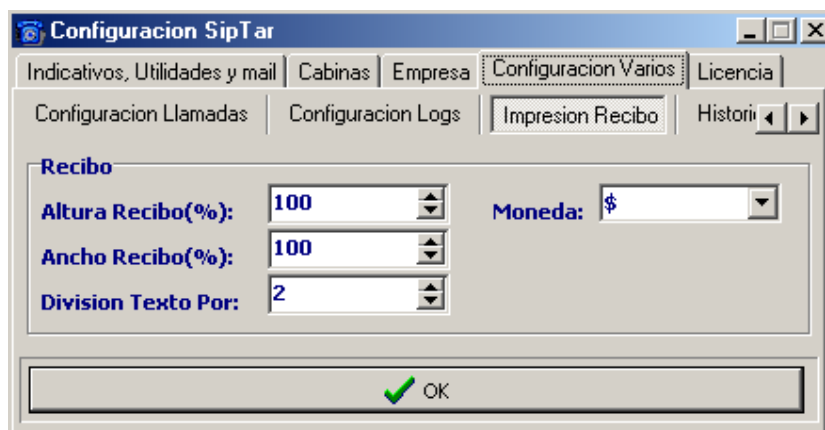 Configuracion SipTar
Indicativos, Utilidades y mail Cabinas Empresa Configuracion Varios Licencia
Configuracion Llamadas Configuracion Logs Impresion Recibo
Recibo
Altura Recibo(%): 100 Moneda: $
Ancho Recibo(%): 100
Division Texto Por: 2
OK